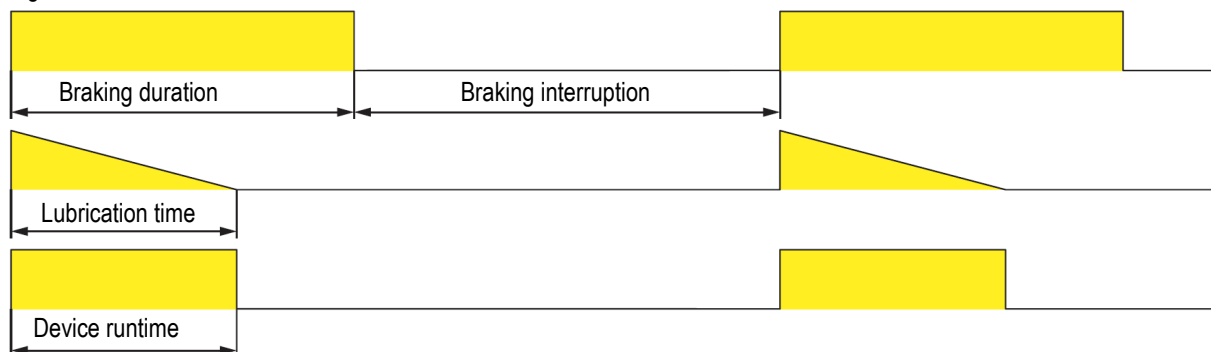 Braking duration
Braking interruption
Lubrication time
Device runtime